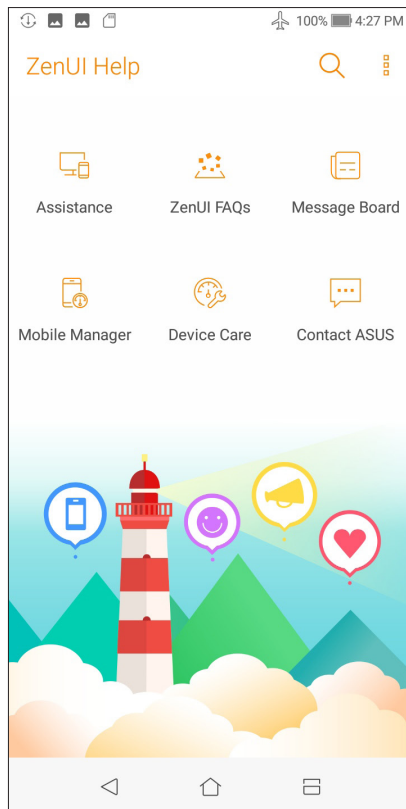 100% 4:27 PM
ZenUI Help
Assistance ZenUI FAQs Message Board
Mobile Manager Device Care Contact ASUS